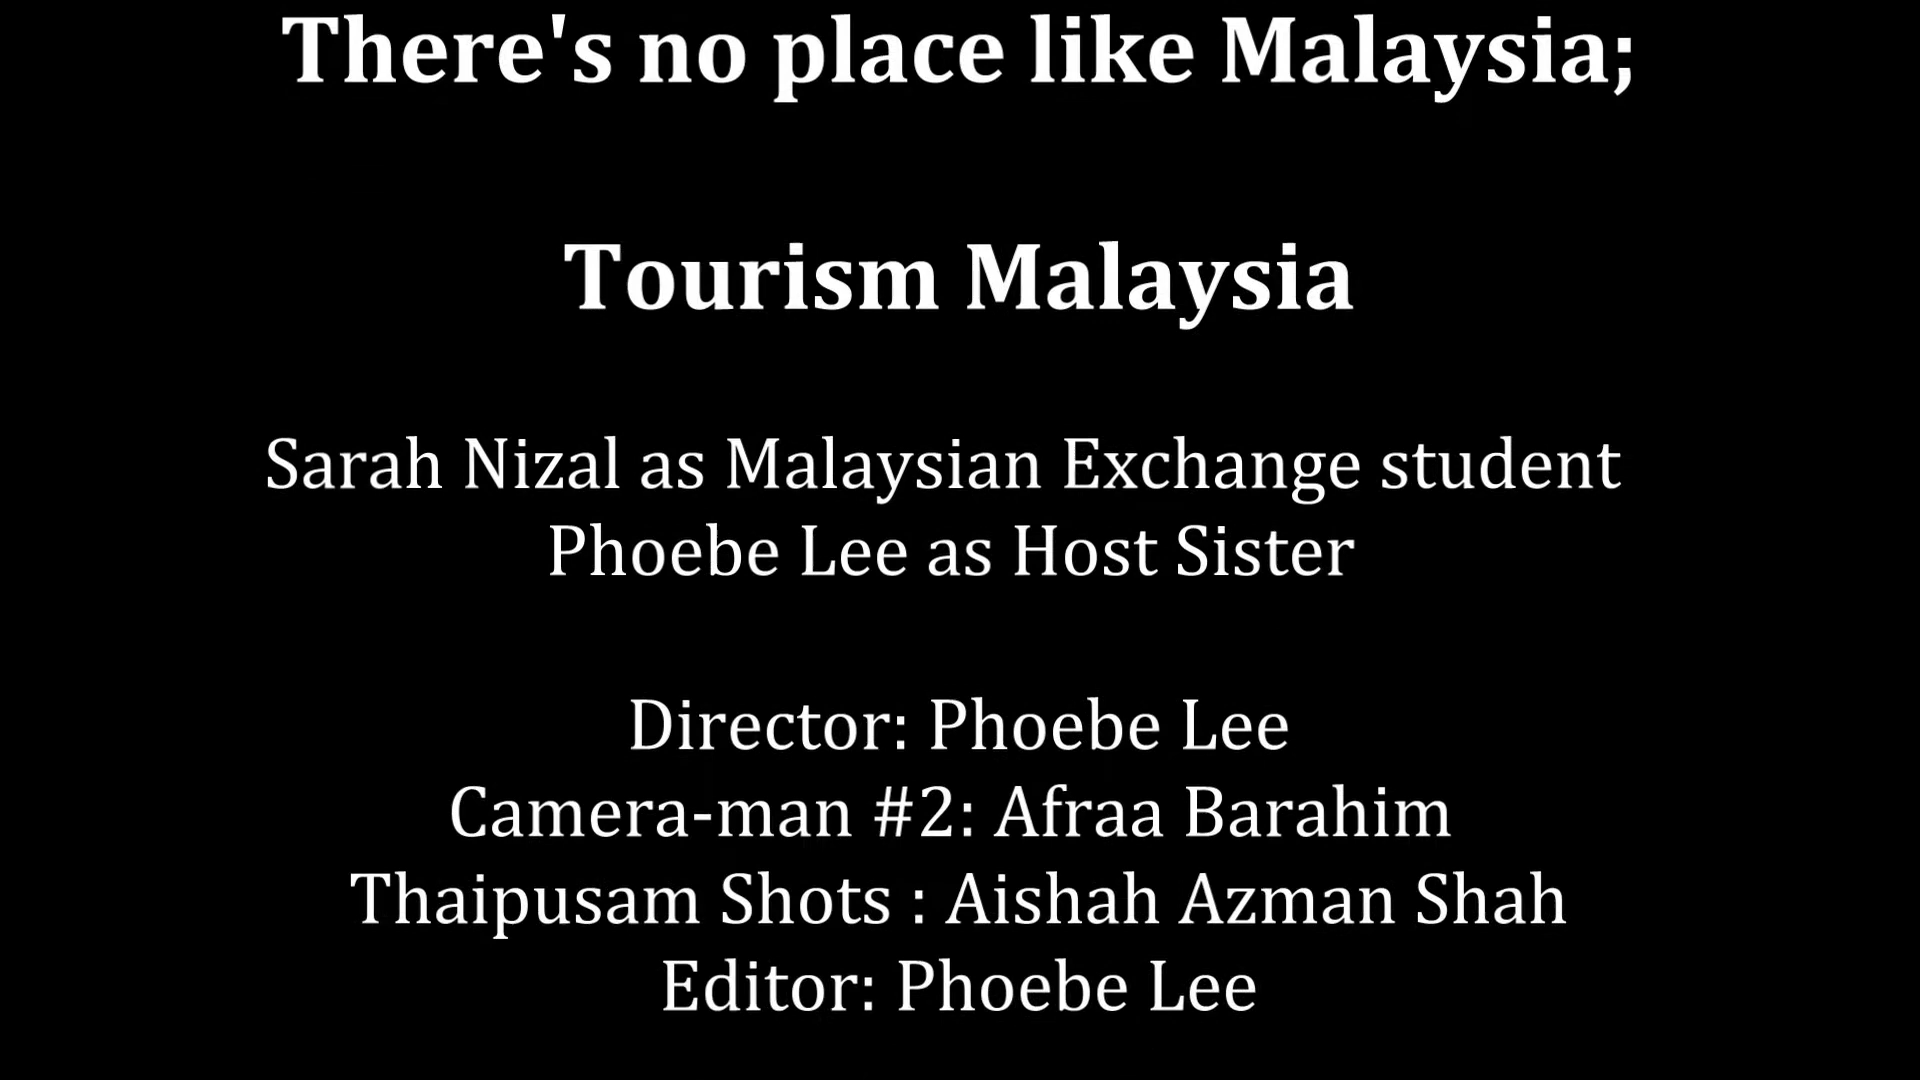 There's no place like Malaysia;
Tourism Malaysia
Sarah Nizal as Malaysian Exchange student
Phoebe Lee as Host Sister
Director: Phoebe Lee
Camera-man #2: Afraa Barahim
Thaipusam Shots : Aishah Azman Shah
Editor: Phoebe Lee